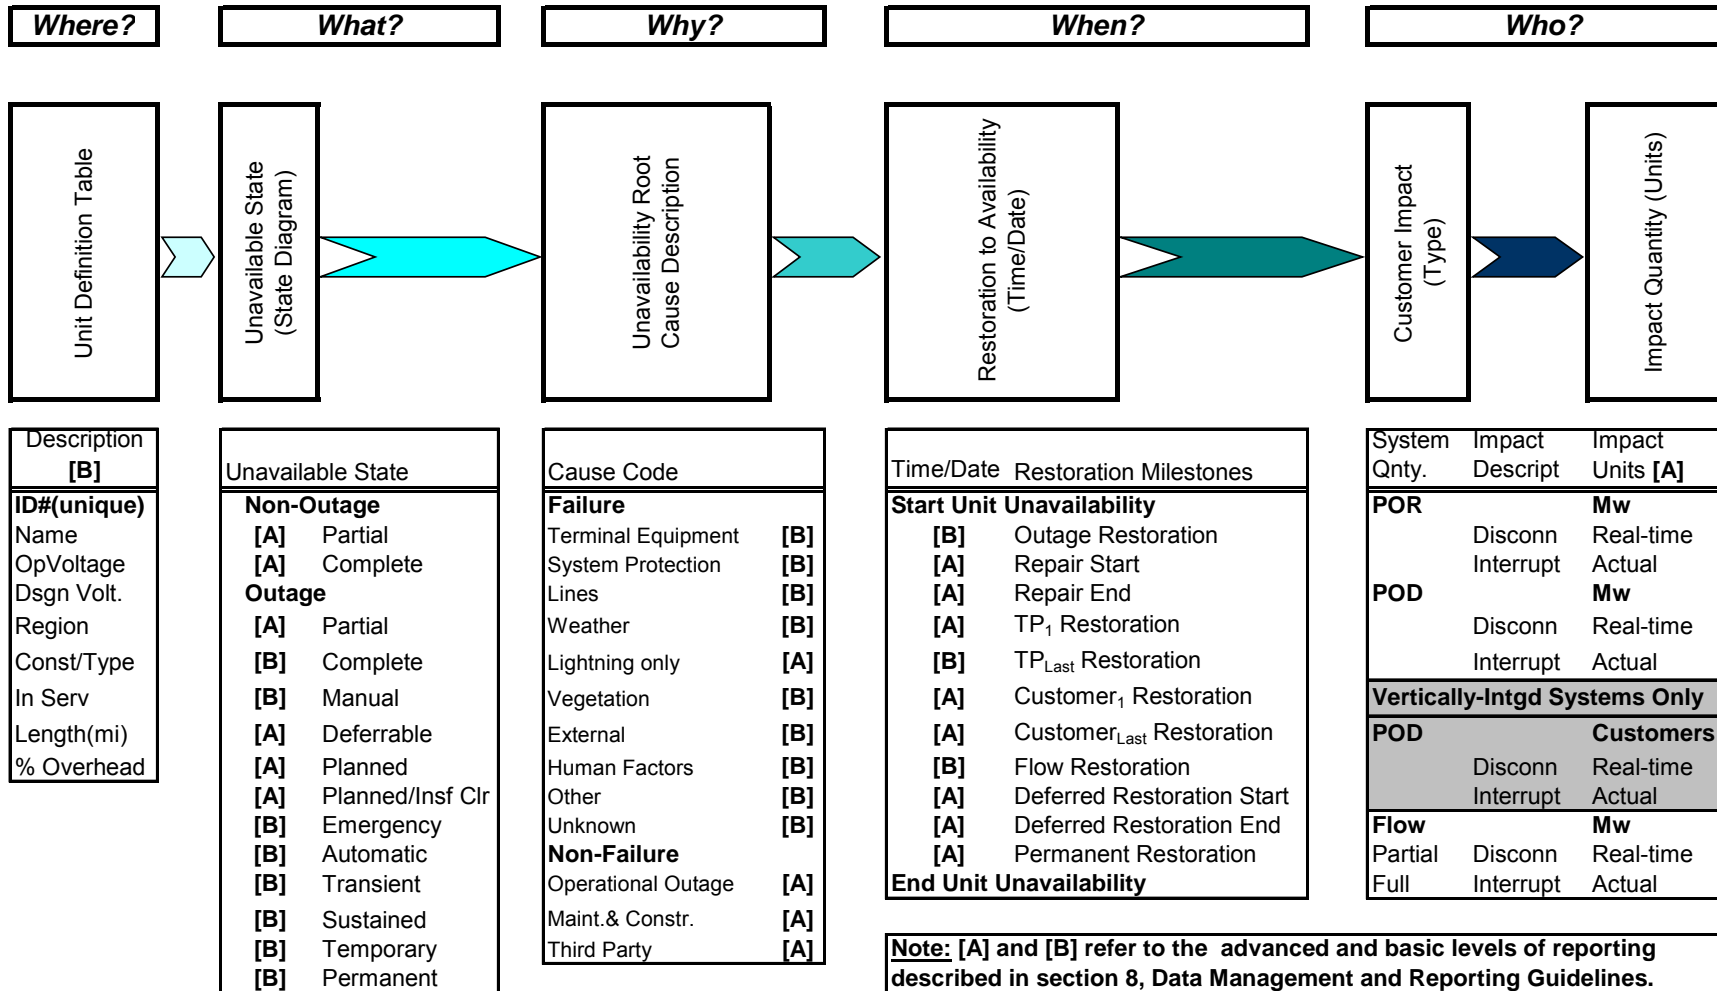 Where?
What?
Why?
When?
Who?
Unit Definition Table
Unavailable State
(State Diagram)
Unavailability Root
Cause Description
Restoration to Availability
(Time/Date)
Customer Impact
(Type)
Impact Quantity (Units)
Description
[B]
ID#(unique)
Name
OpVoltage
Dsgn Volt.
Region
Const/Type
In Serv
Length(mi)
% Overhead
Unavailable State
Non-Outage
[A] Partial
[A] Complete
Outage
[A] Partial
[B] Complete
[B] Manual
[A] Deferrable
[A] Planned
[A] Planned/Insf Clr
[B] Emergency
[B] Automatic
[B] Transient
[B] Sustained
[B] Temporary
[B] Permanent
Cause Code
Failure
Terminal Equipment [B]
System Protection [B]
Lines [B]
Weather [B]
Lightning only [A]
Vegetation [B]
External [B]
Human Factors [B]
Other [B]
Unknown [B]
Non-Failure
Operational Outage [A]
Maint.& Constr. [A]
Third Party [A]
Time/Date Restoration Milestones
Start Unit Unavailability
[B] Outage Restoration
[A] Repair Start
[A] Repair End
[A] TP1 Restoration
[B] TPLast Restoration
[A] Customer1 Restoration
[A] CustomerLast Restoration
[B] Flow Restoration
[A] Deferred Restoration Start
[A] Deferred Restoration End
[A] Permanent Restoration
End Unit Unavailability
System Impact Impact
Qnty. Descript Units [A]
POR Mw
Disconn Real-time
Interrupt Actual
POD Mw
Disconn Real-time
Interrupt Actual
Vertically-Intgd Systems Only
POD Customers
Disconn Real-time
Interrupt Actual
Flow Mw
Partial Disconn Real-time
Full Interrupt Actual
Note: [A] and [B] refer to the advanced and basic levels of reporting
described in section 8, Data Management and Reporting Guidelines.